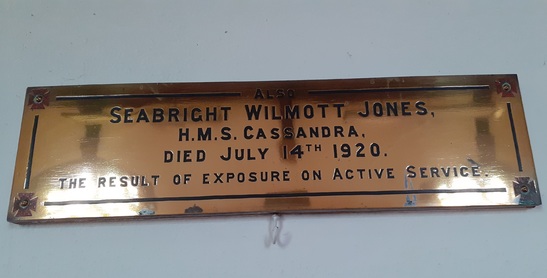 ALSO
SEABRIGHT WILMOTT JONES,
H.M.S. CASSANDRA,
DIED JULY 14TH 1920.
THE RESULT OF EXPOSURE ON ACTIVE SERVICE.